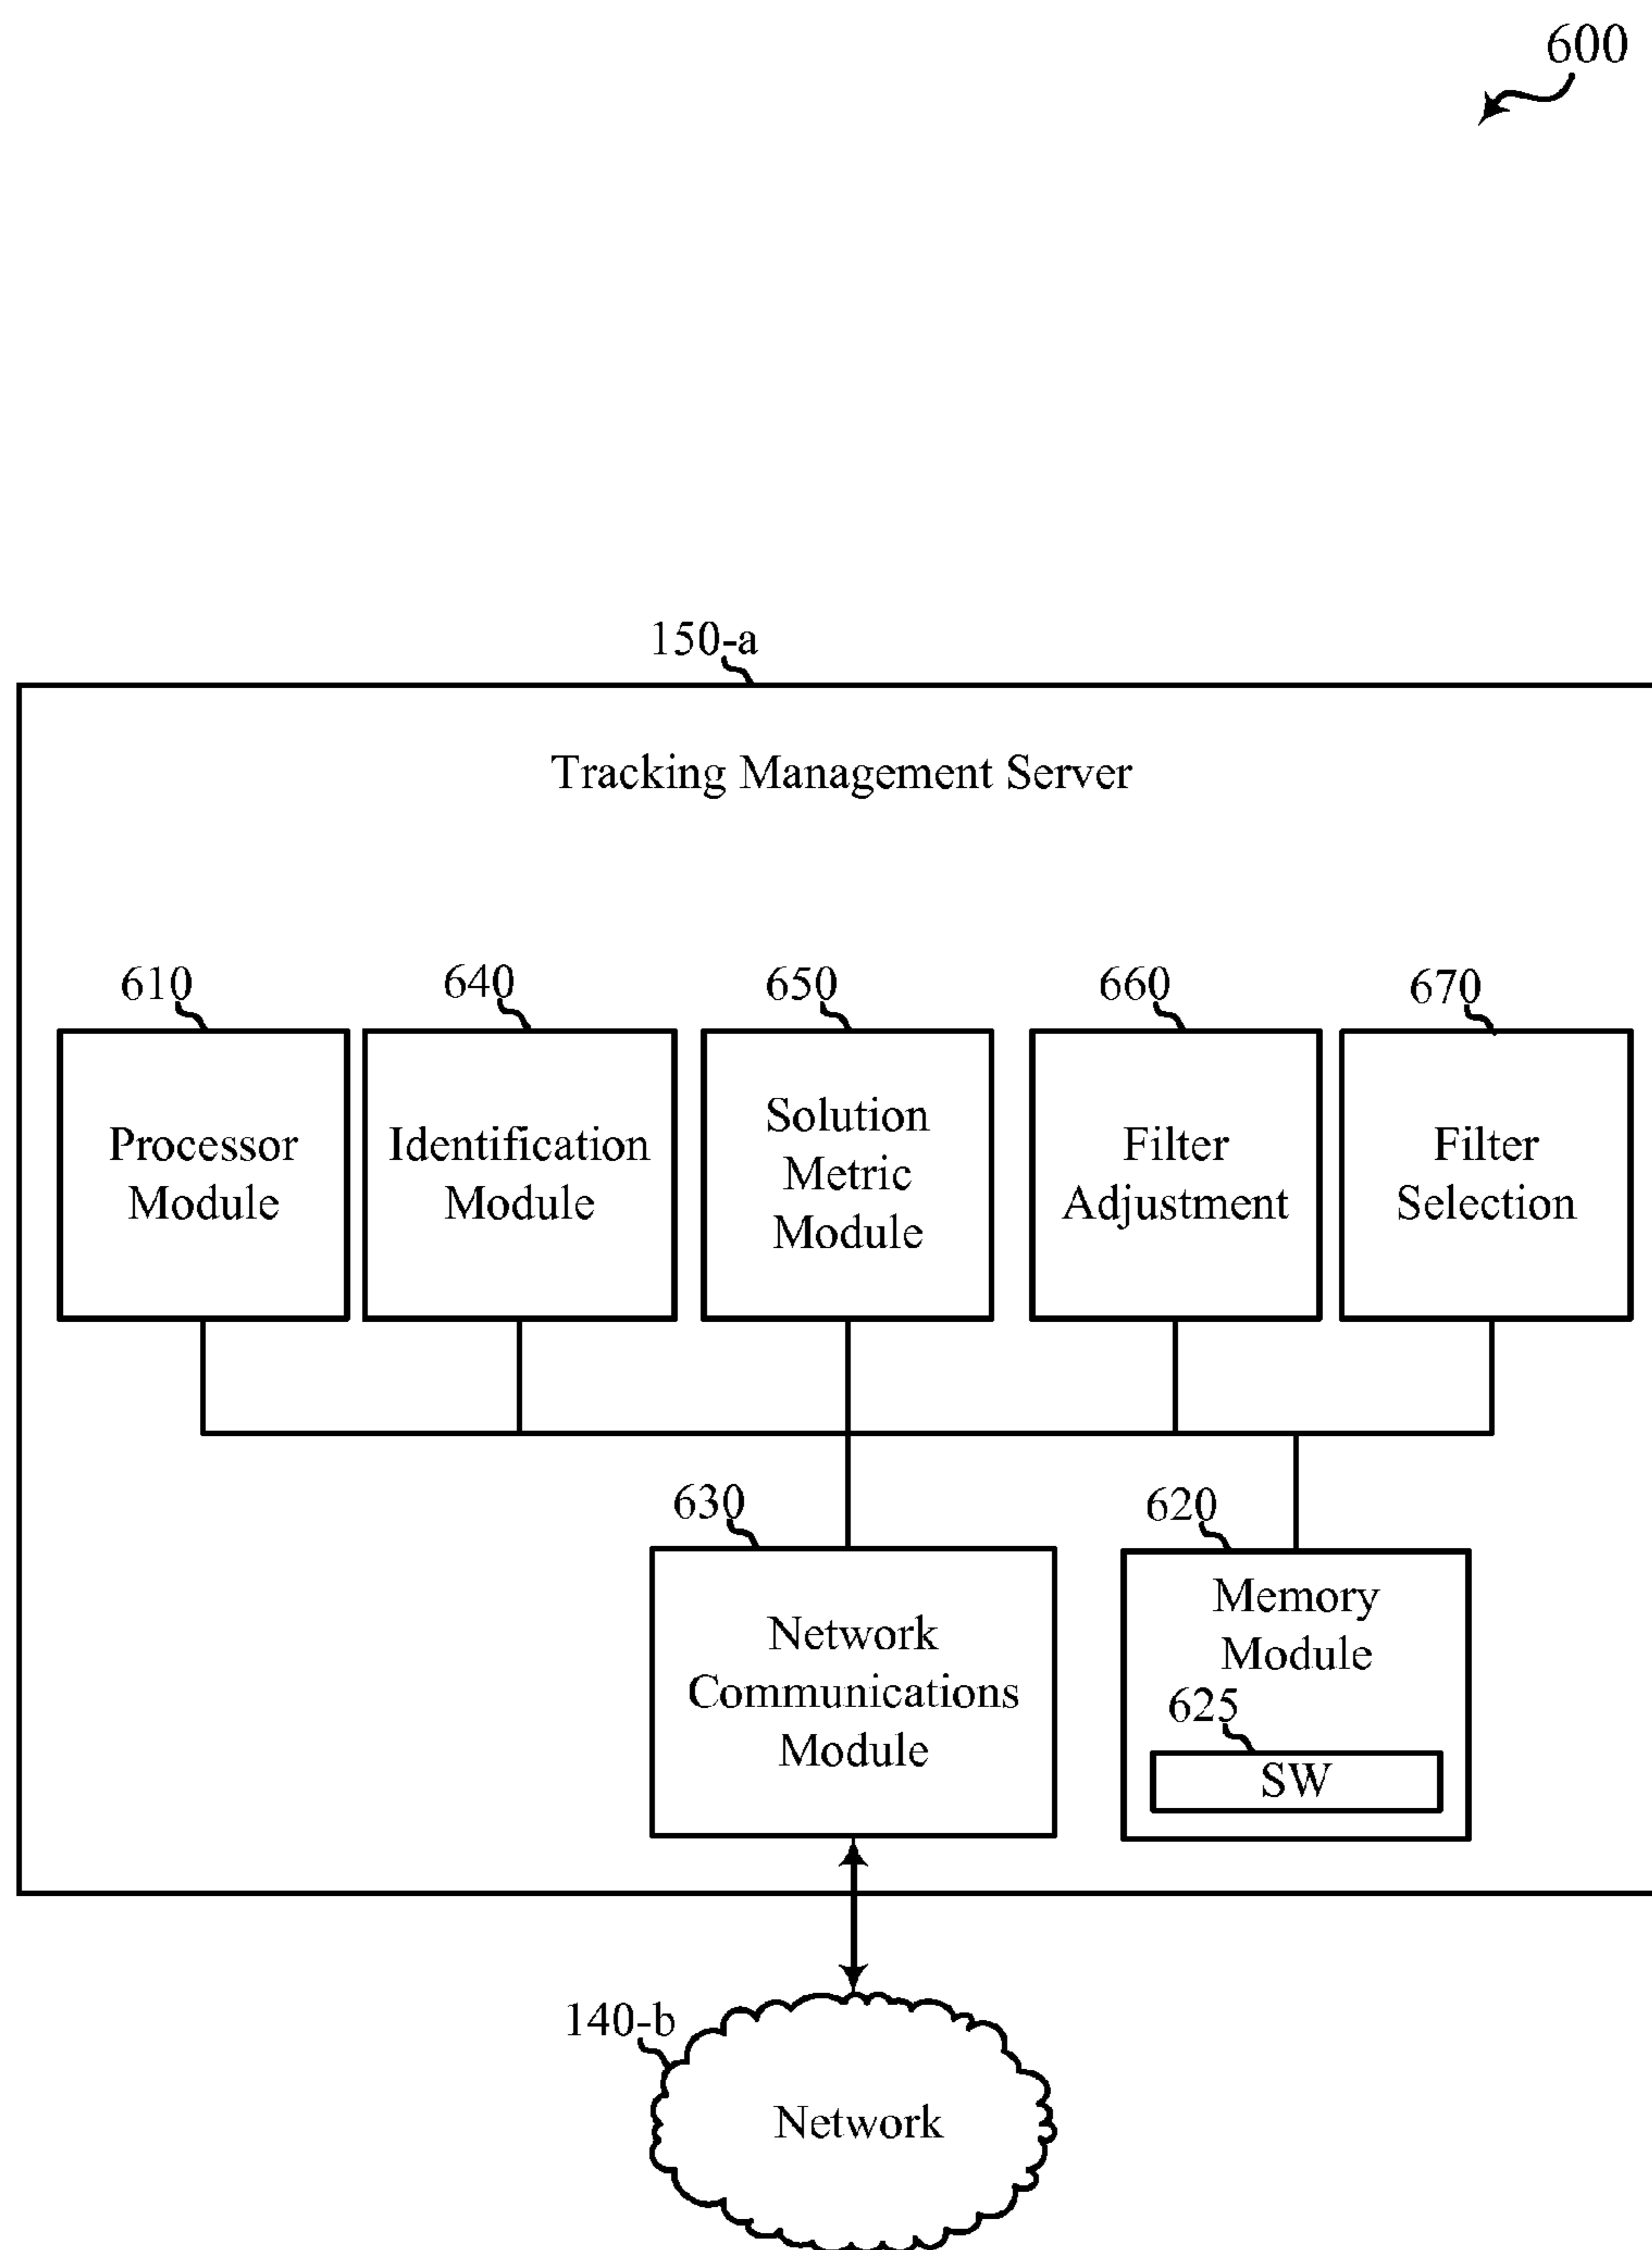 600
150-a
Tracking Management Server
610
640
650
660
670
Processor
Module
Identification
Module
Solution
Metric
Module
Filter
Adjustment
Filter
Selection
630
620
Network
Communications
Module
Memory
Module
625
SW
140-b
Network